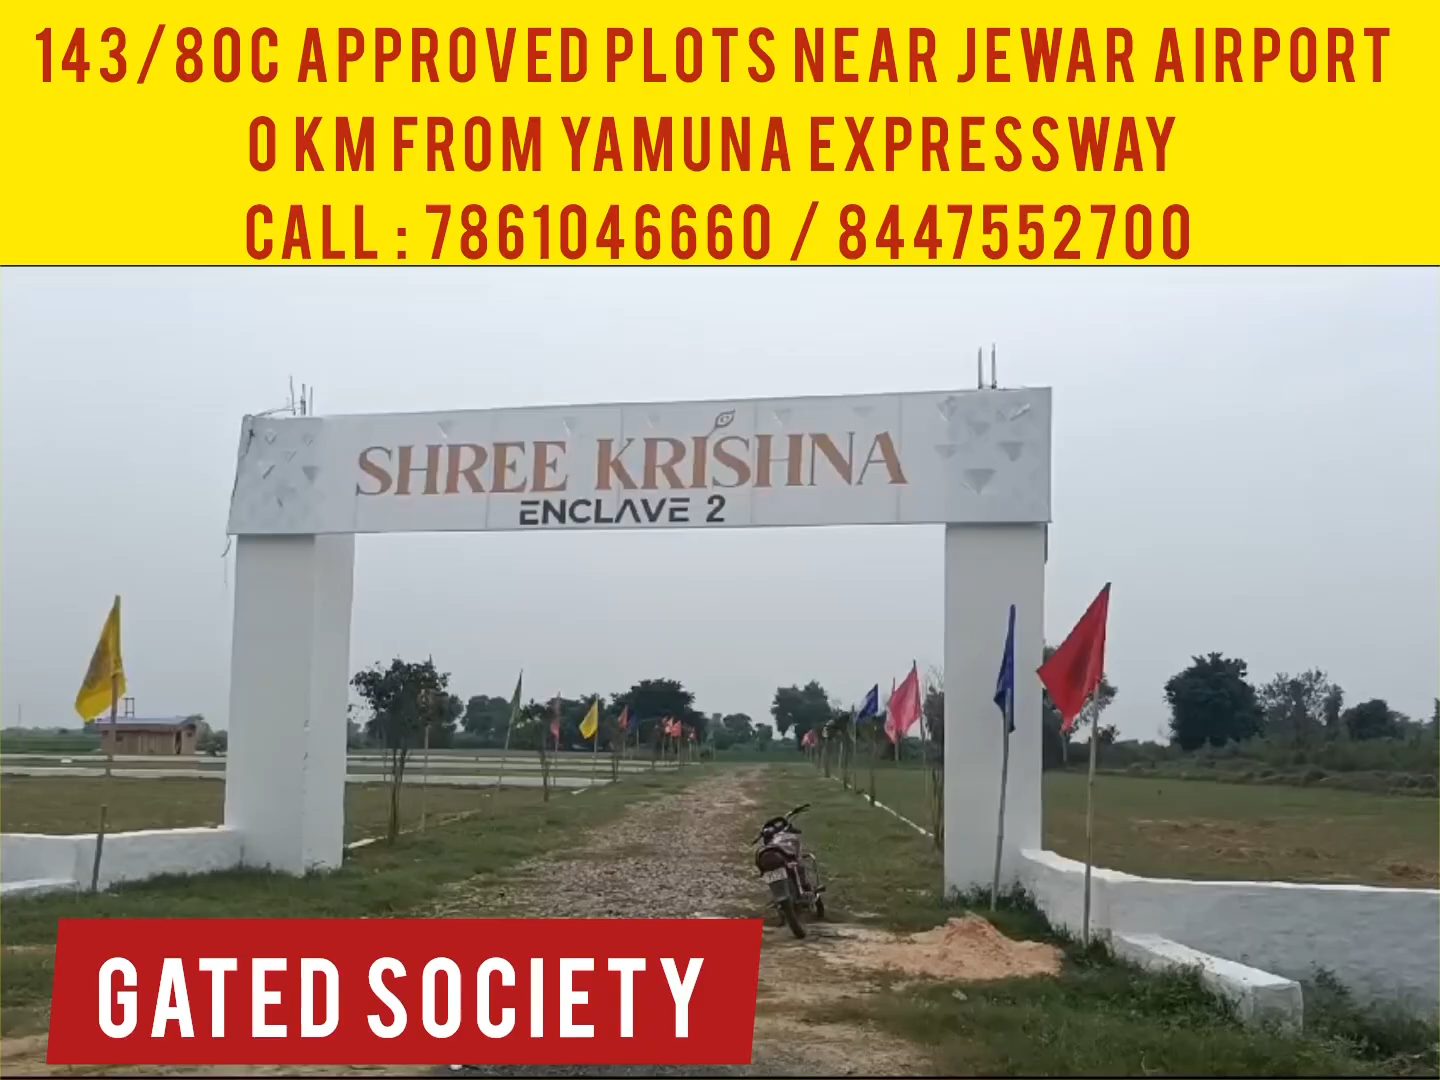 143/80C APPROVED PLOTS NEAR JEWAR AIRPORT
0 KM FROM YAMUNA EXPRESSWAY
CALL : 7861046660 / 8447552700
SHREE KRISHNA
ENCLAVE 2
GATED SOCIETY